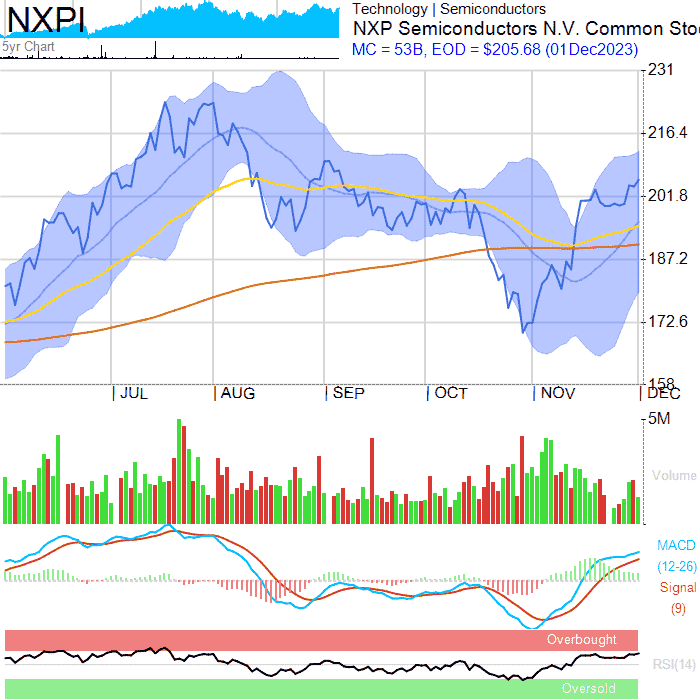 NXPI
5yr Chart
Technology | Semiconductors
NXP Semiconductors N.V. Common Sto
MC = 53B, EOD = $205.68 (01Dec2023)
231
216.4
201.8
187.2
172.6
158
JUL
AUG
SEP
OCT
NOV
DEC
5M
Volume
MACD
(12-26)
Signal
(9)
Overbought
RSI(14)
Oversold